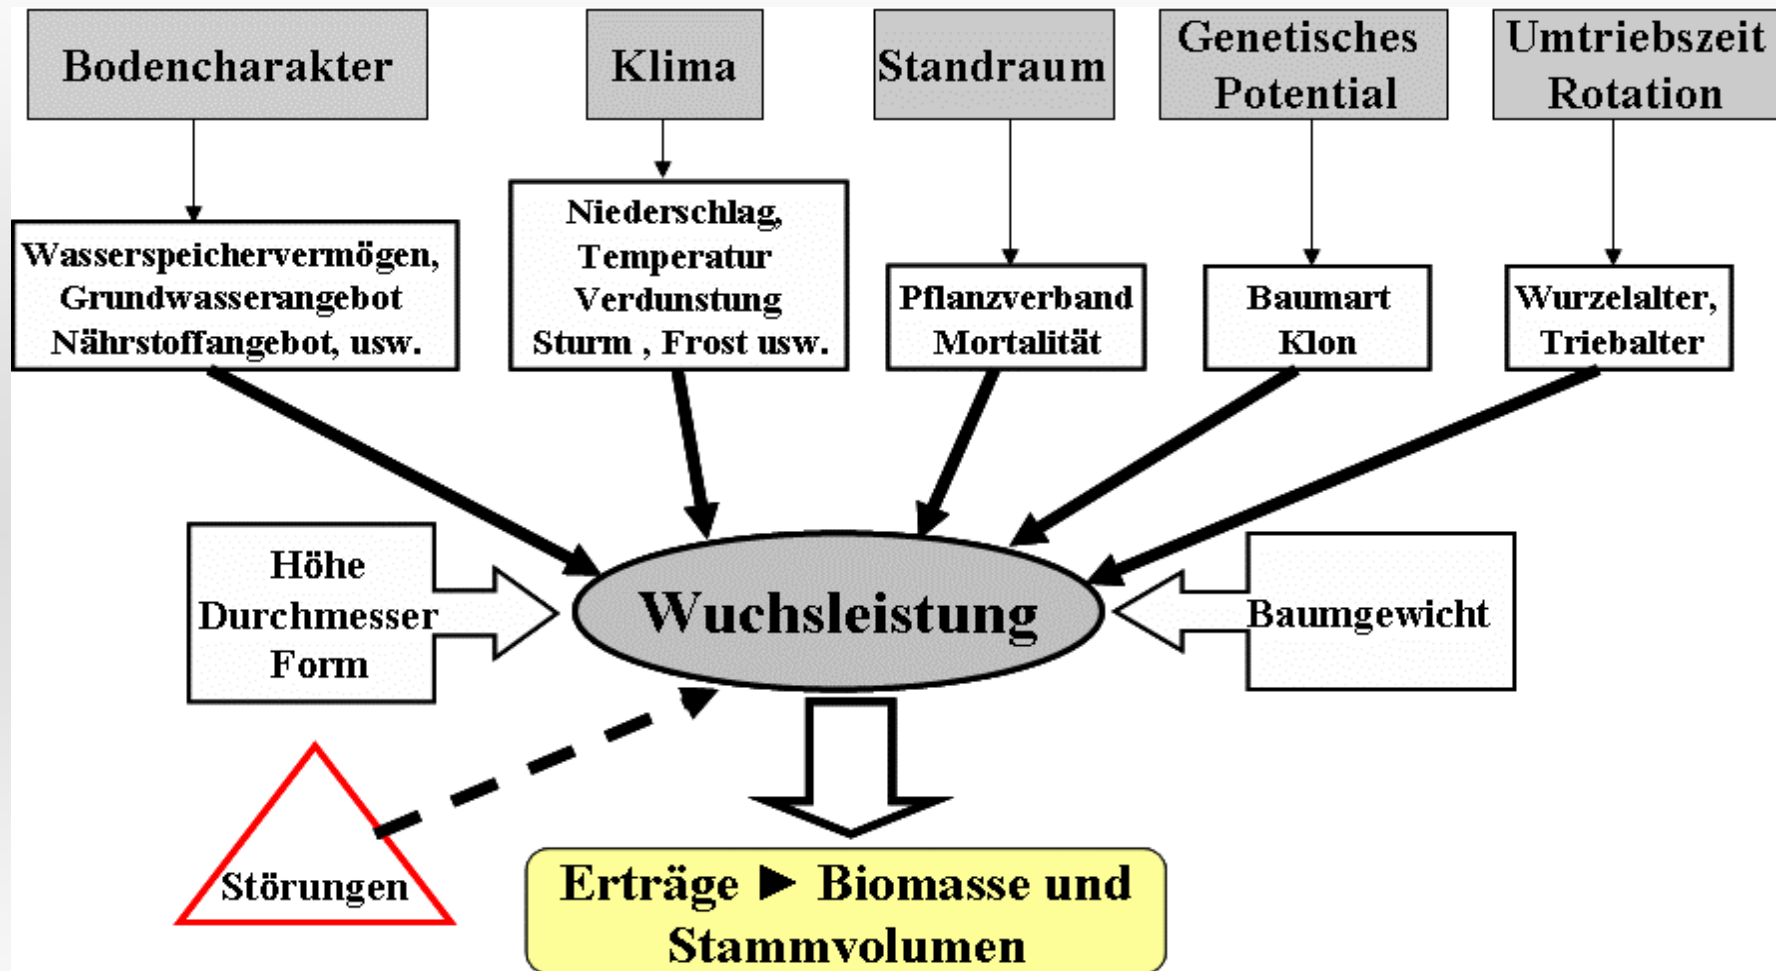 Bodencharakter
Klima
Standraum
Genetisches
Potential
Umtriebszeit
Rotation
Wasserspeichervermögen,
Grundwasserangebot
Nährstoffangebot, usw.
Niederschlag,
Temperatur
Verdunstung
Sturm , Frost usw.
Pflanzverband
Mortalität
Baumart
Klon
Wurzelalter,
Triebalter
Höhe
Durchmesser
Form
Wuchsleistung
Baumgewicht
Störungen
Erträge ► Biomasse und
Stammvolumen